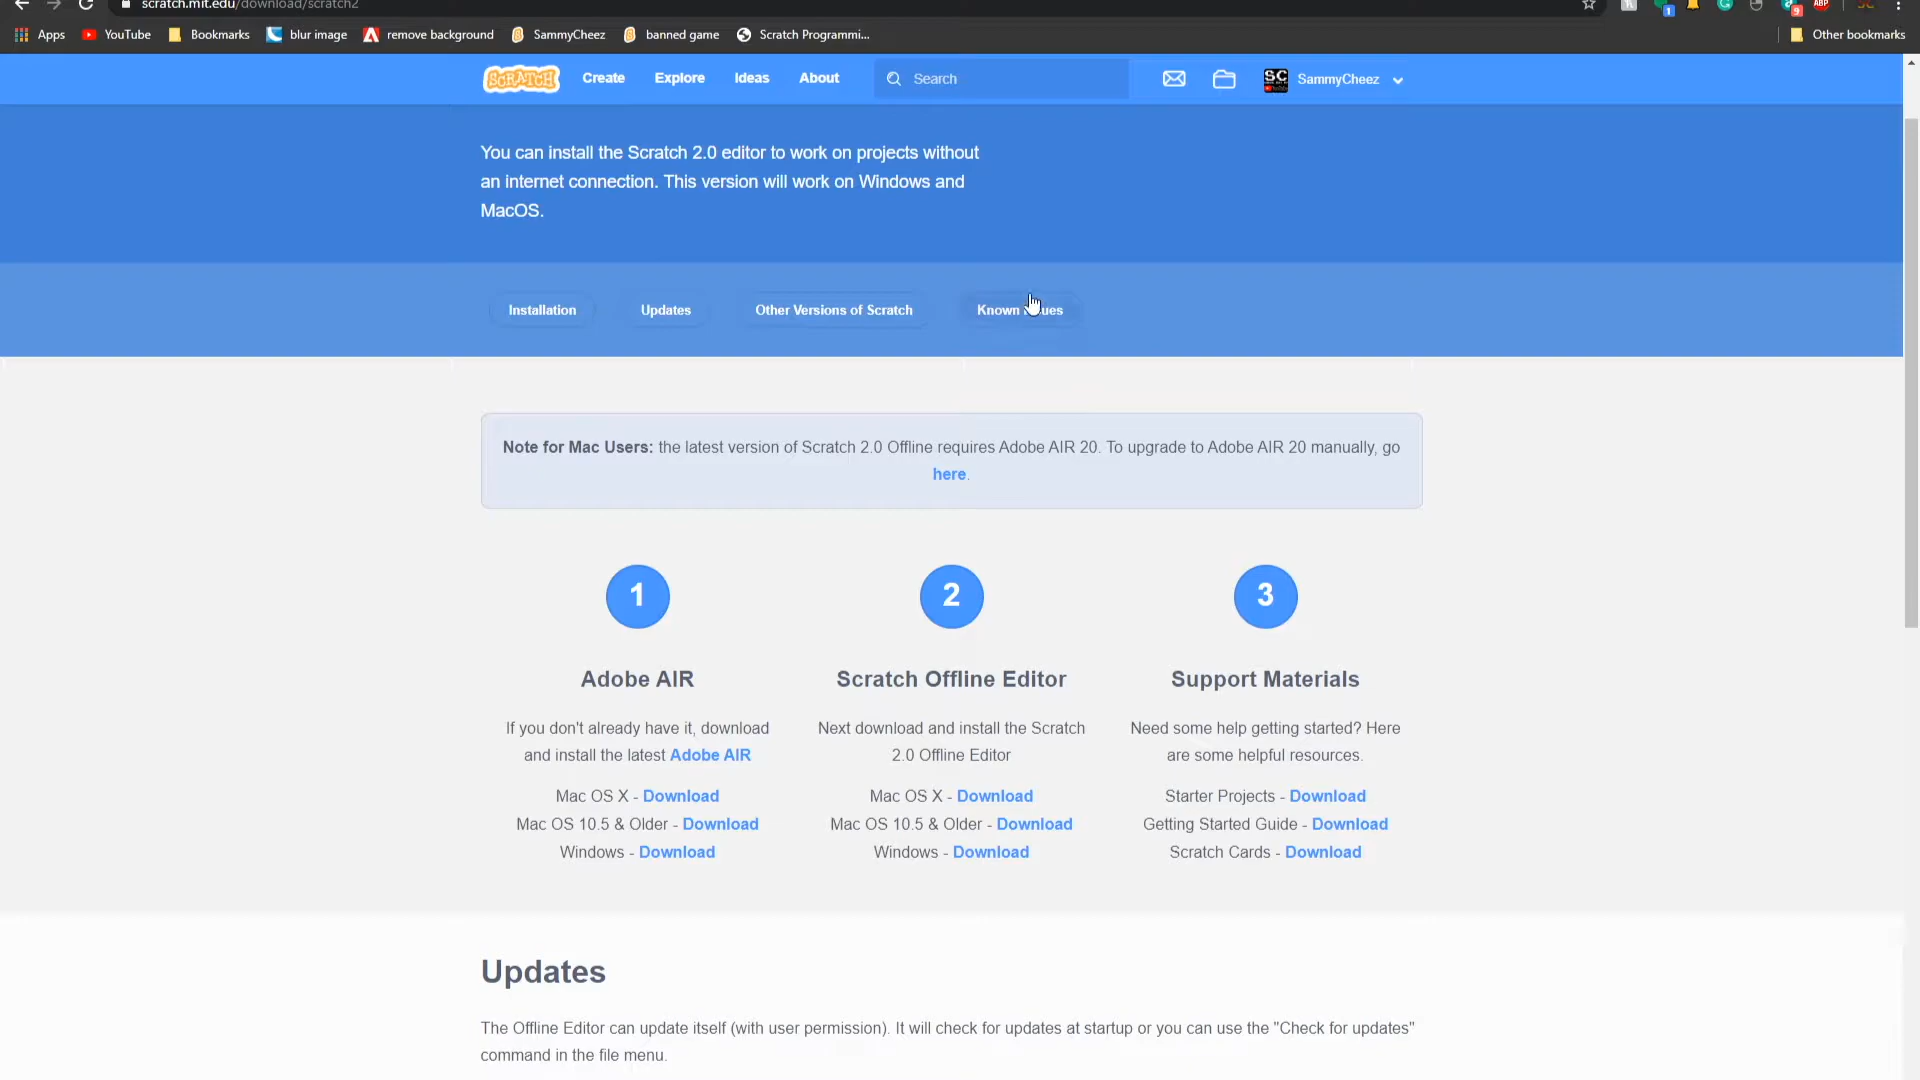 scratch.mit.edu/download/scratch2
Apps YouTube Bookmarks blur image remove background SammyCheez banned game Scratch Programmi... Other bookmarks
SCRATCH Create Explore Ideas About Search SC SammyCheez
You can install the Scratch 2.0 editor to work on projects without
an internet connection. This version will work on Windows and
MacOS.
Installation Updates Other Versions of Scratch Known
Note for Mac Users: the latest version of Scratch 2.0 Offline requires Adobe AIR 20. To upgrade to Adobe AIR 20 manually, go
here.
1 2 3
Adobe AIR
If you don't already have it, download
and install the latest Adobe AIR
Mac OS X - Download
Mac OS 10.5 & Older - Download
Windows - Download
Scratch Offline Editor
Next download and install the Scratch
2.0 Offline Editor
Mac OS X - Download
Mac OS 10.5 & Older - Download
Windows - Download
Support Materials
Need some help getting started? Here
are some helpful resources.
Starter Projects - Download
Getting Started Guide - Download
Scratch Cards - Download
Updates
The Offline Editor can update itself (with user permission). It will check for updates at startup or you can use the "Check for updates"
command in the file menu.